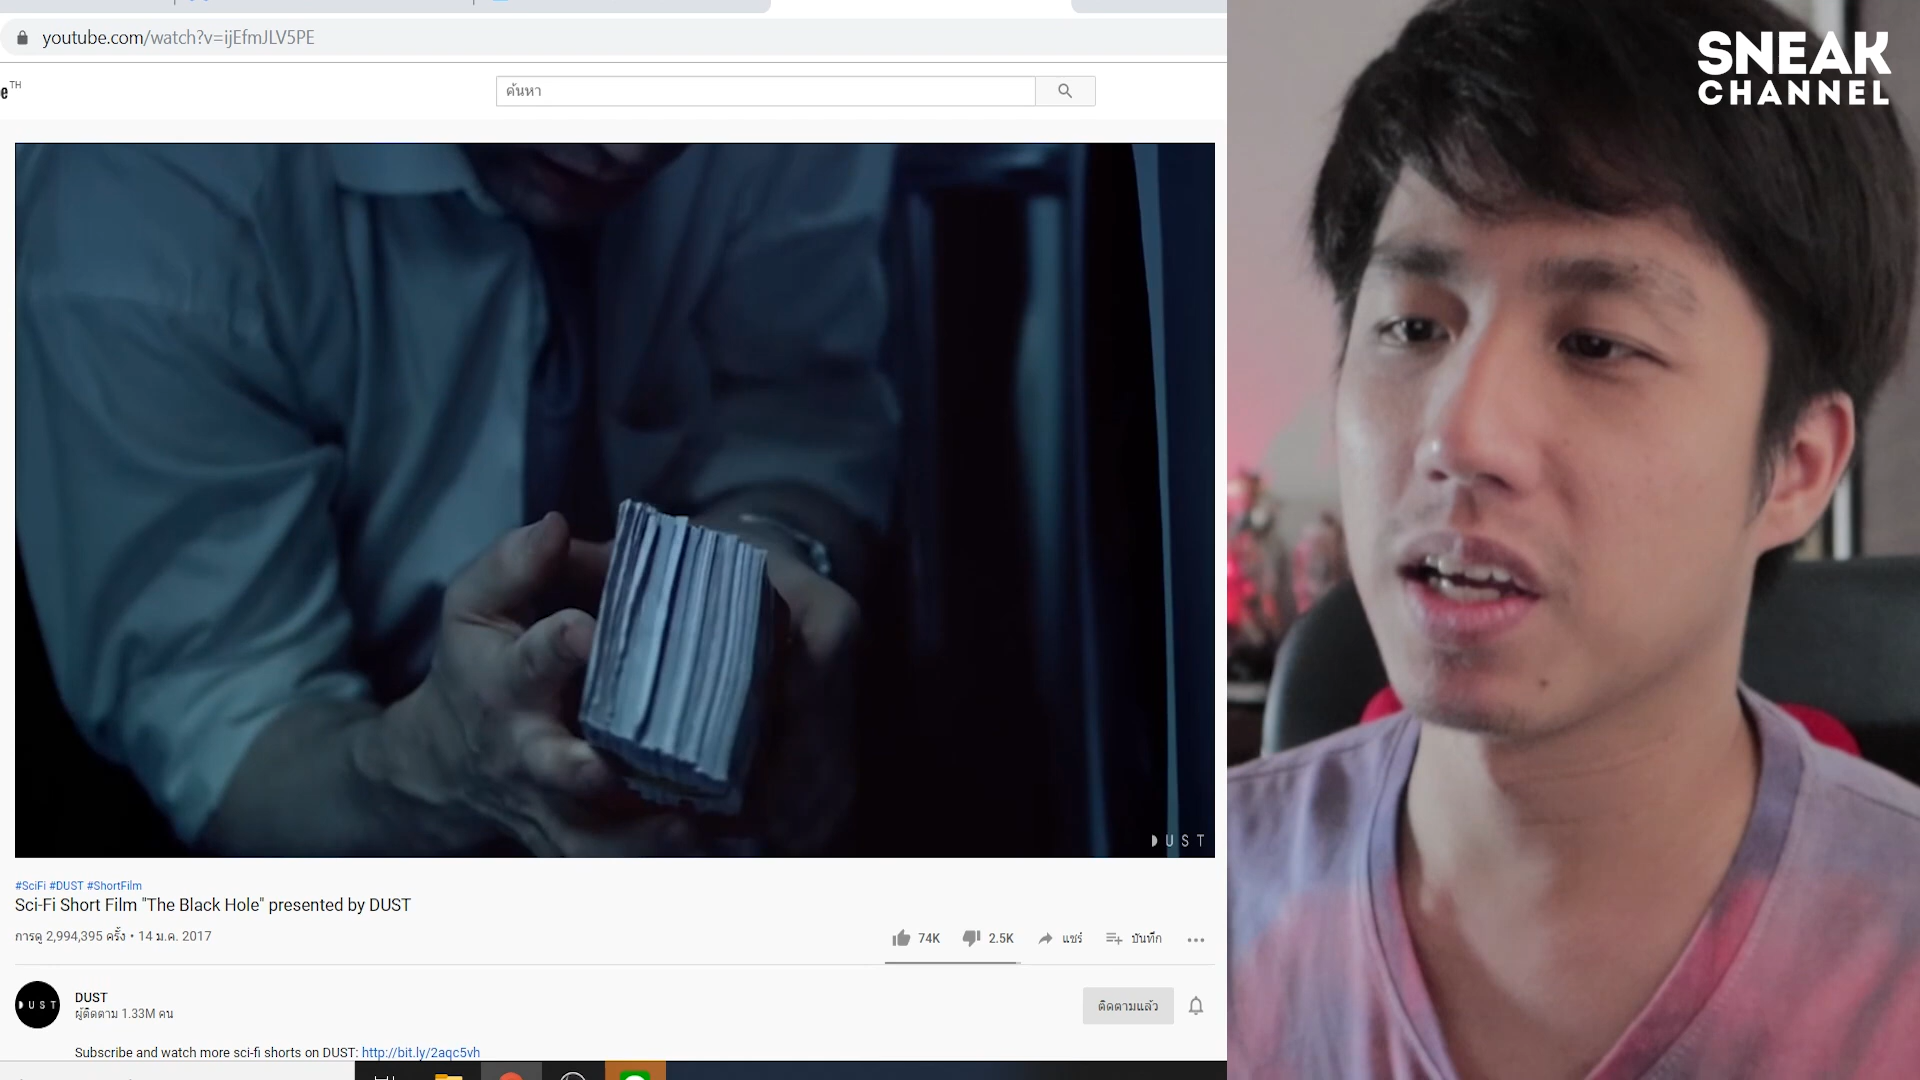 youtube.com/watch?v=ijEfmJLV5PE
e TH
ค้นหา
SNEAK
CHANNEL
DUST
#SciFi #DUST #ShortFilm
Sci-Fi Short Film "The Black Hole" presented by DUST
การดู 2,994,395 ครั้ง • 14 ม.ค. 2017
74K 2.5K แชร์ บันทึก
DUST
DUST
ผู้ติดตาม 1.33M คน
ติดตามแล้ว
Subscribe and watch more sci-fi shorts on DUST: http://bit.ly/2aqc5vh